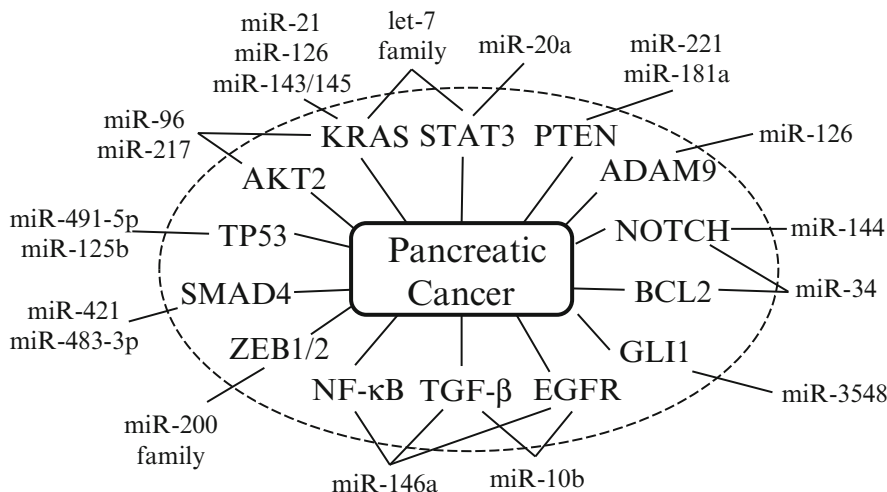 miR-21
miR-126
miR-143/145
let-7
family
miR-20a
miR-221
miR-181a
miR-96
miR-217
KRAS
STAT3
PTEN
miR-126
AKT2
ADAM9
miR-491-5p
miR-125b
TP53
NOTCH
miR-144
Pancreatic
Cancer
SMAD4
BCL2
miR-34
miR-421
miR-483-3p
ZEB1/2
GLI1
NF-κB
TGF-β
EGFR
miR-3548
miR-200
family
miR-146a
miR-10b